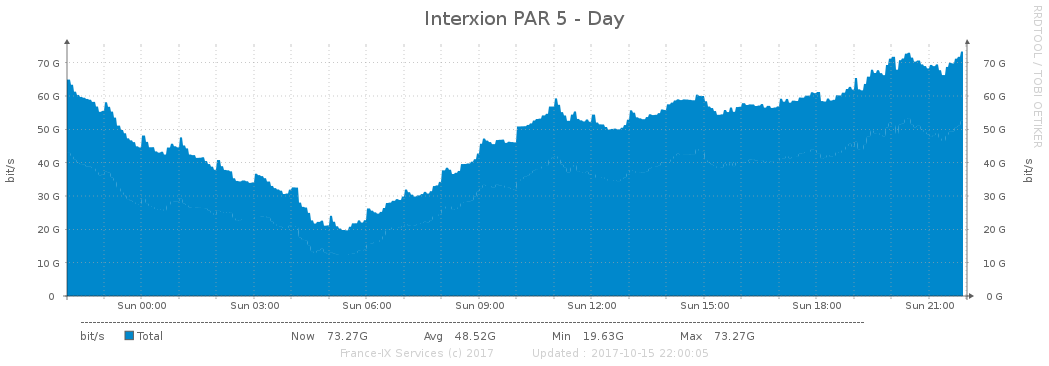 Interxion PAR 5 - Day
RRDTOOL / TOBI OETIKER
bit/s
70 G 70 G
60 G 60 G
50 G 50 G
40 G 40 G
30 G 30 G
20 G 20 G
10 G 10 G
0 0 G
bit/s
Sun 00:00 Sun 03:00 Sun 06:00 Sun 09:00 Sun 12:00 Sun 15:00 Sun 18:00 Sun 21:00
bit/s Total Now 73.27G Avg 48.52G Min 19.63G Max 73.27G
France-IX Services (c) 2017 Updated : 2017-10-15 22:00:05